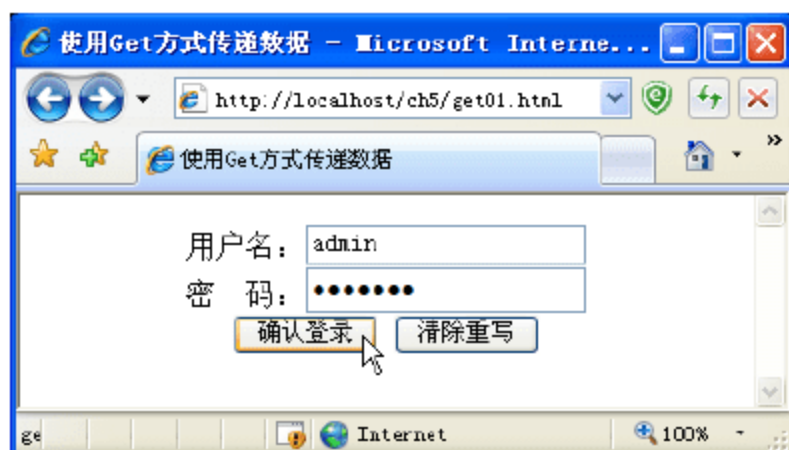 使用Get方式传递数据 - Microsoft Interne...
http://localhost/ch5/get01.html
使用Get方式传递数据
用户名： admin
密 码： •••••••
确认登录 清除重写
ge Internet 100%